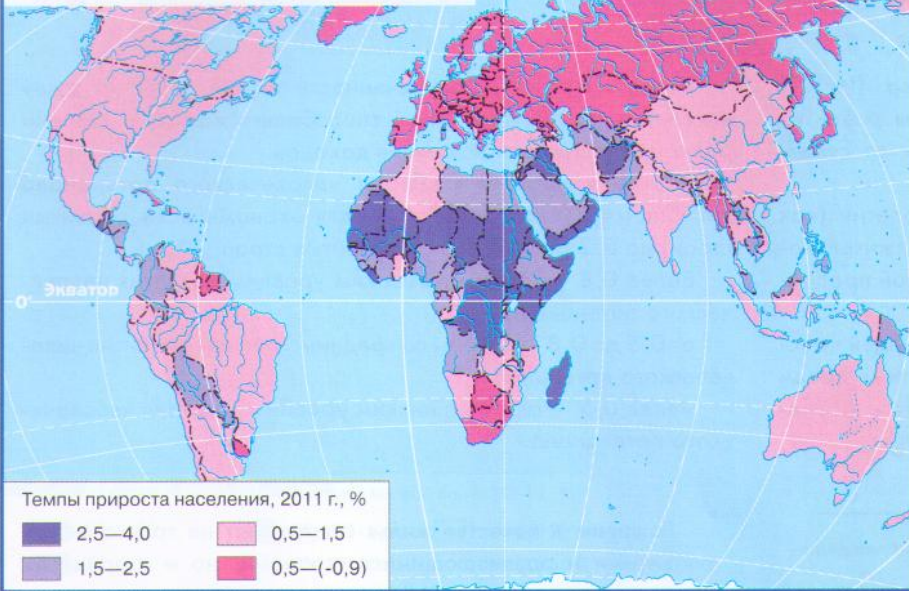 0°
Экватор
Темпы прироста населения, 2011 г., %
2,5—4,0
0,5—1,5
1,5—2,5
0,5—(-0,9)